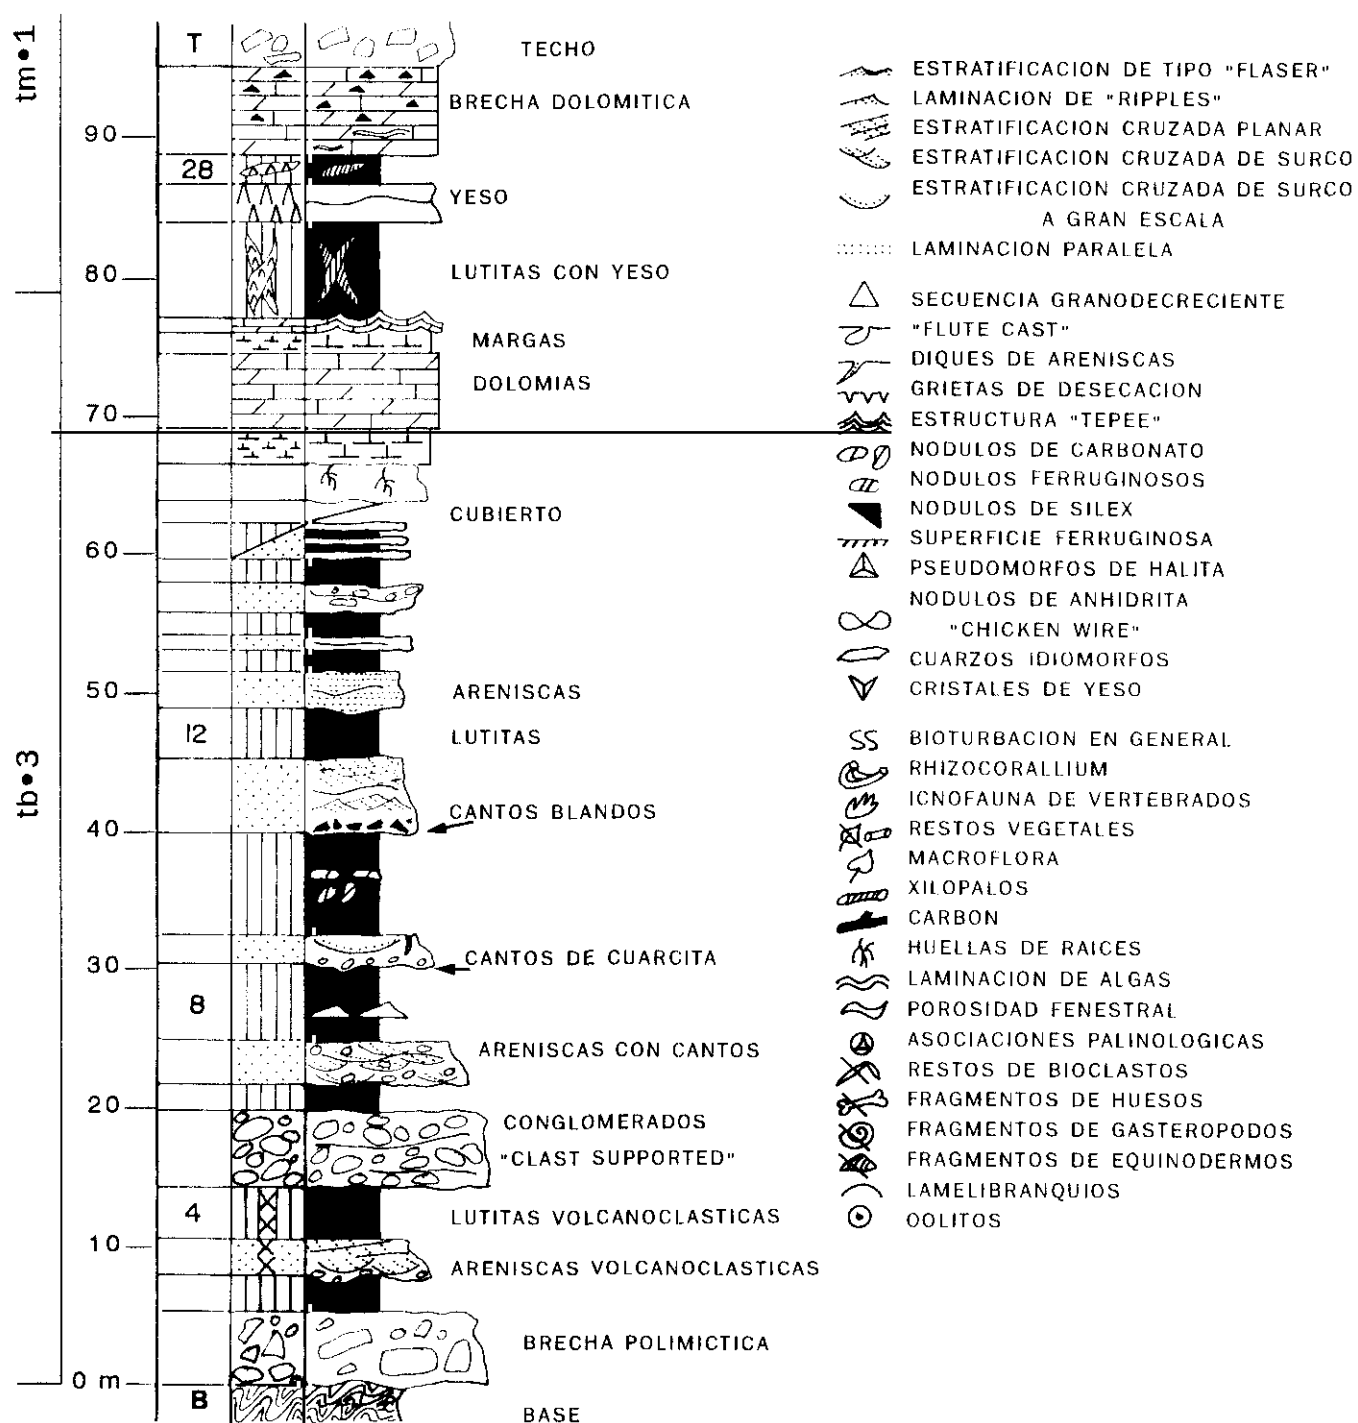 tm•1
T
TECHO
BRECHA DOLOMITICA
90
28
YESO
80
LUTITAS CON YESO
MARGAS
DOLOMIAS
70
CUBIERTO
60
ARENISCAS
50
tb•3
12
LUTITAS
CANTOS BLANDOS
40
CANTOS DE CUARCITA
30
8
ARENISCAS CON CANTOS
20
CONGLOMERADOS
"CLAST SUPPORTED"
4
LUTITAS VOLCANOCLASTICAS
10
ARENISCAS VOLCANOCLASTICAS
BRECHA POLIMICTICA
0 m
B
BASE
ESTRATIFICACION DE TIPO "FLASER"
LAMINACION DE "RIPPLES"
ESTRATIFICACION CRUZADA PLANAR
ESTRATIFICACION CRUZADA DE SURCO
ESTRATIFICACION CRUZADA DE SURCO
A GRAN ESCALA
LAMINACION PARALELA
SECUENCIA GRANODECRECIENTE
"FLUTE CAST"
DIQUES DE ARENISCAS
GRIETAS DE DESECACION
ESTRUCTURA "TEPEE"
NODULOS DE CARBONATO
NODULOS FERRUGINOSOS
NODULOS DE SILEX
SUPERFICIE FERRUGINOSA
PSEUDOMORFOS DE HALITA
NODULOS DE ANHIDRITA
"CHICKEN WIRE"
CUARZOS IDIOMORFOS
CRISTALES DE YESO
BIOTURBACION EN GENERAL
RHIZOCORALLIUM
ICNOFAUNA DE VERTEBRADOS
RESTOS VEGETALES
MACROFLORA
XILOPALOS
CARBON
HUELLAS DE RAICES
LAMINACION DE ALGAS
POROSIDAD FENESTRAL
ASOCIACIONES PALINOLOGICAS
RESTOS DE BIOCLASTOS
FRAGMENTOS DE HUESOS
FRAGMENTOS DE GASTEROPODOS
FRAGMENTOS DE EQUINODERMOS
LAMELIBRANQUIOS
OOLITOS